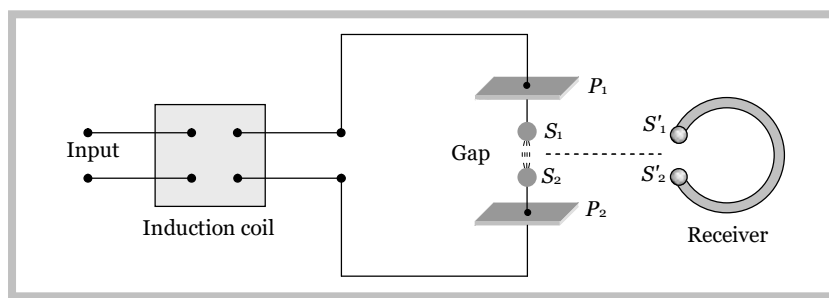 Input
Induction coil
P₁
S₁
Gap
S₂
P₂
S'₁
S'₂
Receiver